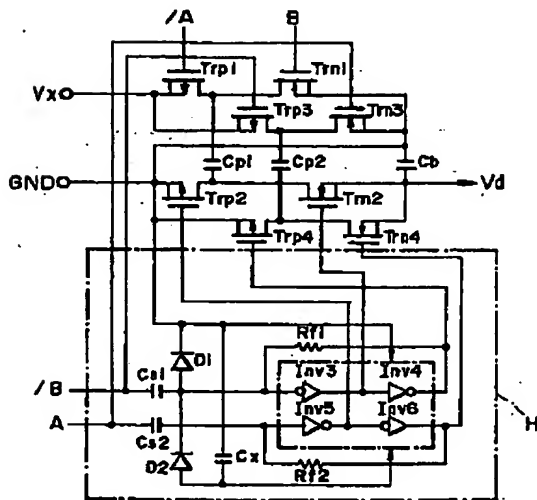 /A B
Trp1 Trn1
Vx
Trp3 Trn3
Cp1 Cp2 Cb
GND Vd
Trp2 Trn2
Trp4 Trn4
Rf1
D1
/B Cs1 Inv3 Inv4
H
A Cs2 Inv5 Inv6
D2 Cx Rf2